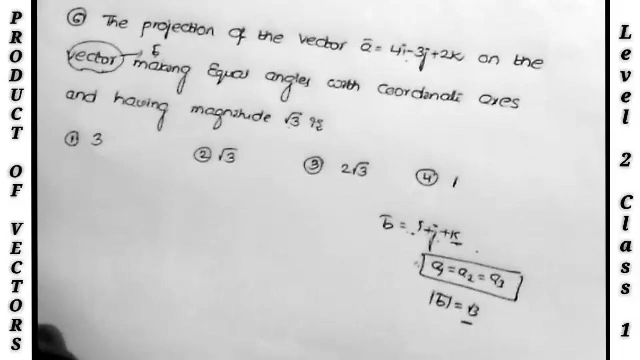 PRODUCT OF VECTORS
⑥ The projection of the vector ā = 4i - 3j + 2k on the
vector b̄ making Equal angles with coordinate axes
and having magnitude √3 is
① 3 ② √3 ③ 2√3 ④ 1
b̄ = i + j + k
a₁ = a₂ = a₃
|b̄| = √3
Level 2 Class 1